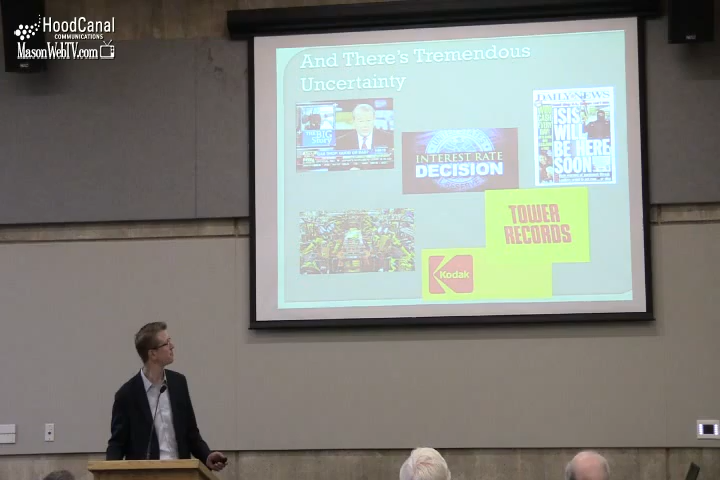 HoodCanal
COMMUNICATIONS
MasonWebTV.com
And There's Tremendous
Uncertainty
DAILY NEWS
ISIS
WILL
BE HERE
SOON
INTEREST RATE
DECISION
TOWER
RECORDS
Kodak